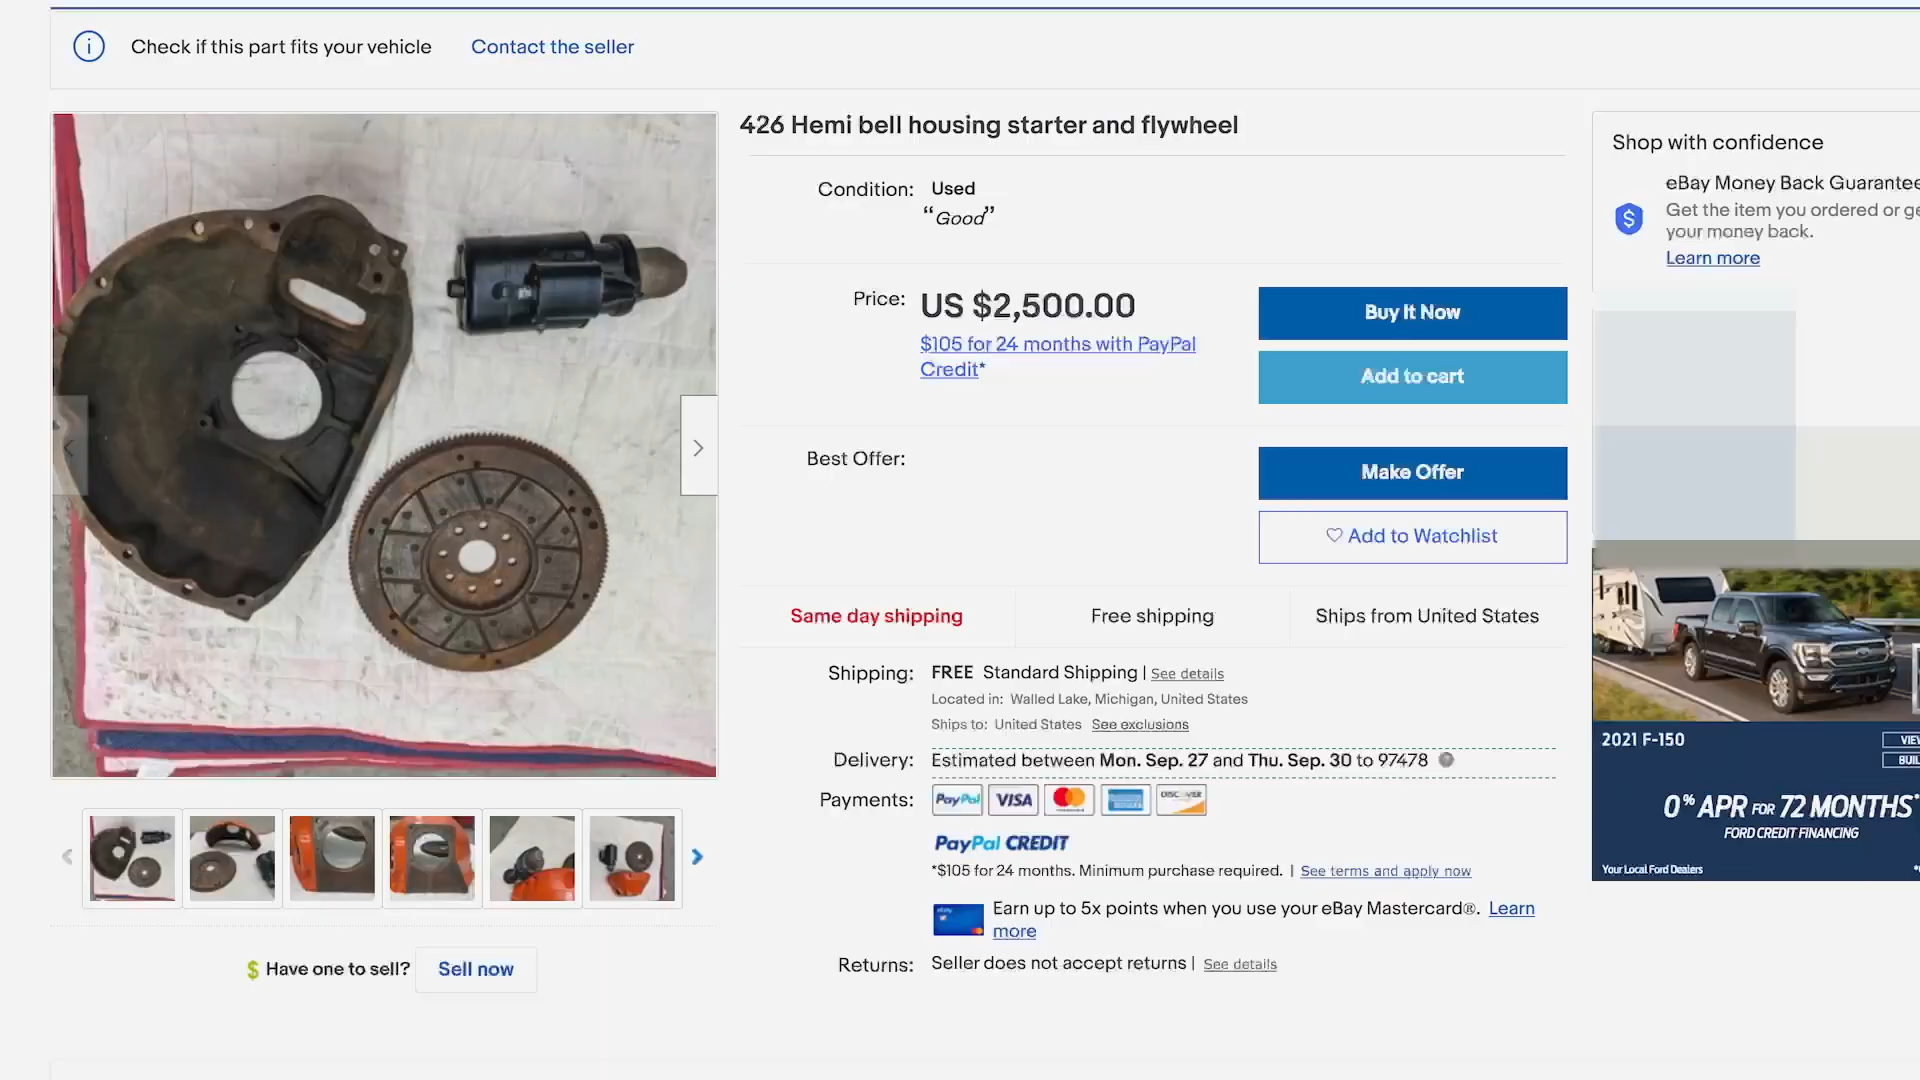 Check if this part fits your vehicle Contact the seller
426 Hemi bell housing starter and flywheel
Condition: Used
“Good”
Price: US $2,500.00
$105 for 24 months with PayPal
Credit*
Buy It Now
Add to cart
Best Offer:
Make Offer
Add to Watchlist
Same day shipping Free shipping Ships from United States
Shipping: FREE Standard Shipping | See details
Located in: Walled Lake, Michigan, United States
Ships to: United States See exclusions
Delivery: Estimated between Mon. Sep. 27 and Thu. Sep. 30 to 97478
Payments: PayPal VISA DISCOVER
PayPal CREDIT
*$105 for 24 months. Minimum purchase required. | See terms and apply now
Earn up to 5x points when you use your eBay Mastercard®. Learn
more
Returns: Seller does not accept returns | See details
$ Have one to sell? Sell now
Shop with confidence
eBay Money Back Guarantee
Get the item you ordered or ge
your money back.
Learn more
2021 F-150
VIE
BUIL
0% APR FOR 72 MONTHS*
FORD CREDIT FINANCING
Your Local Ford Dealers